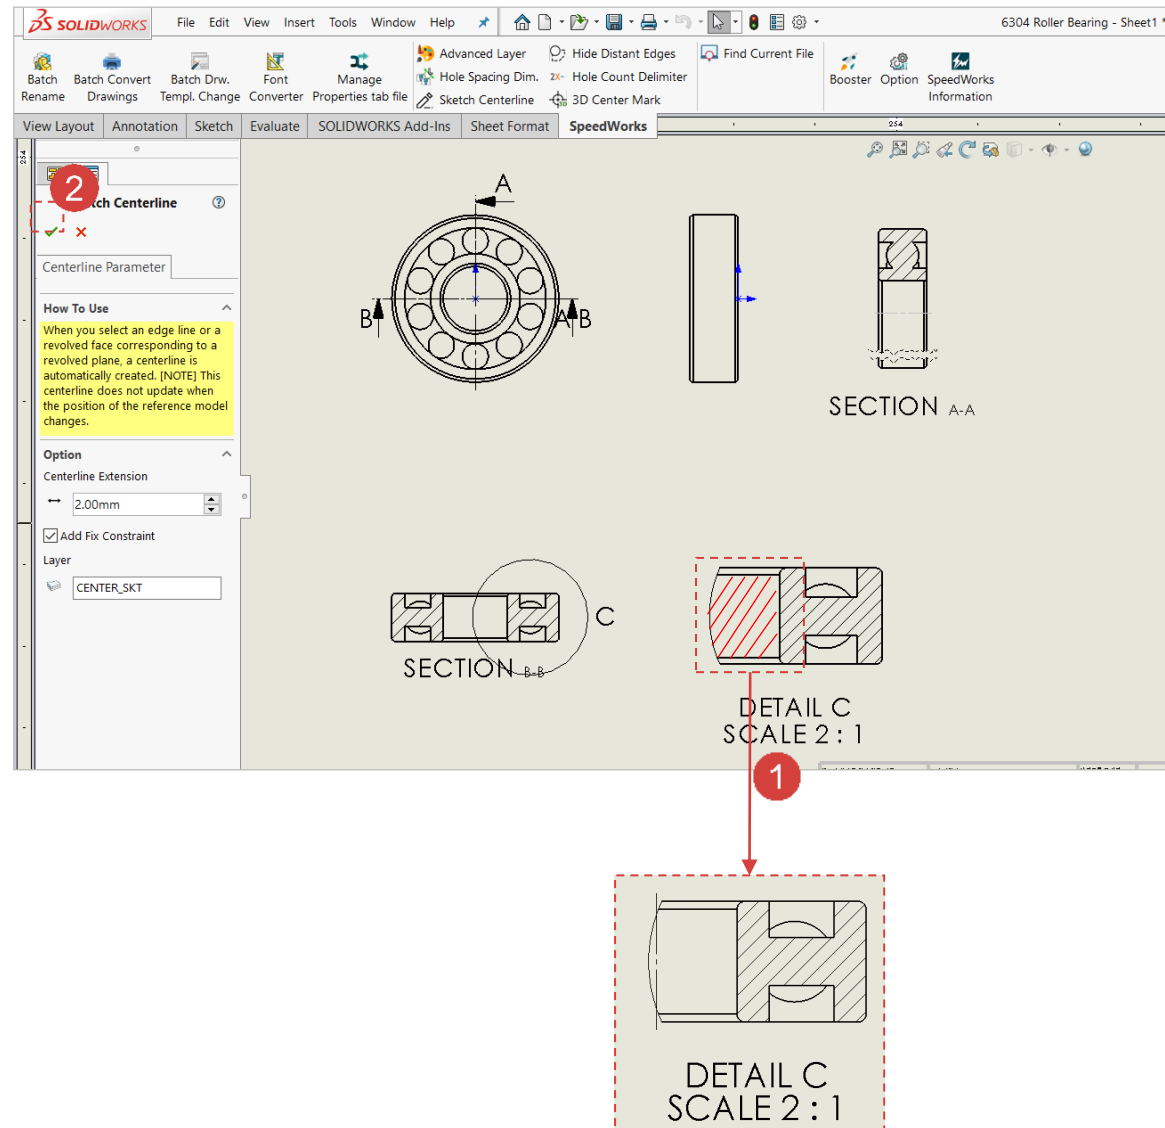 SOLIDWORKS File Edit View Insert Tools Window Help 6304 Roller Bearing - Sheet1 *
Batch Rename
Batch Convert Drawings
Batch Drw. Templ. Change
Font Converter
Manage Properties tab file
Advanced Layer
Hole Spacing Dim.
Sketch Centerline
Hide Distant Edges
2X- Hole Count Delimiter
3D Center Mark
Find Current File
Booster
Option
SpeedWorks Information
View Layout Annotation Sketch Evaluate SOLIDWORKS Add-Ins Sheet Format SpeedWorks
254
254
2
tch Centerline
Centerline Parameter
How To Use
When you select an edge line or a
revolved face corresponding to a
revolved plane, a centerline is
automatically created. [NOTE] This
centerline does not update when
the position of the reference model
changes.
Option
Centerline Extension
2.00mm
Add Fix Constraint
Layer
CENTER_SKT
A
B A B
SECTION A-A
C
SECTION B-B
DETAIL C
SCALE 2 : 1
1
DETAIL C
SCALE 2 : 1